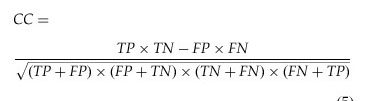 CC =
TP × TN − FP × FN
√(TP + FP) × (FP + TN) × (TN + FN) × (FN + TP)